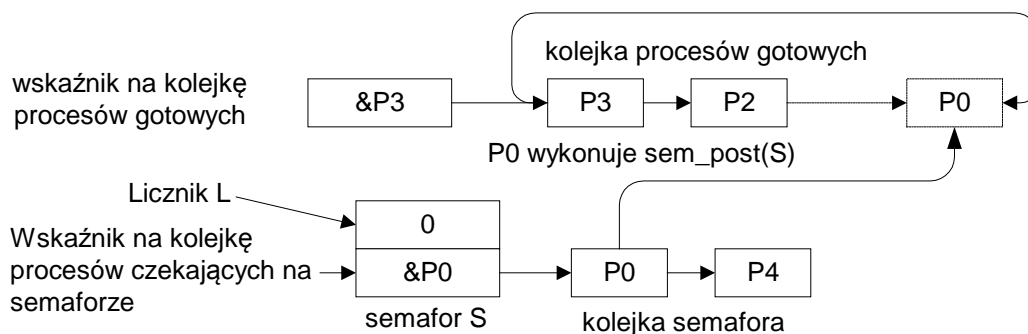 kolejka procesów gotowych
wskaźnik na kolejkę
procesów gotowych
&P3
P3
P2
P0
P0 wykonuje sem_post(S)
Licznik L
0
Wskaźnik na kolejkę
procesów czekających na
semaforze
&P0
P0
P4
semafor S
kolejka semafora